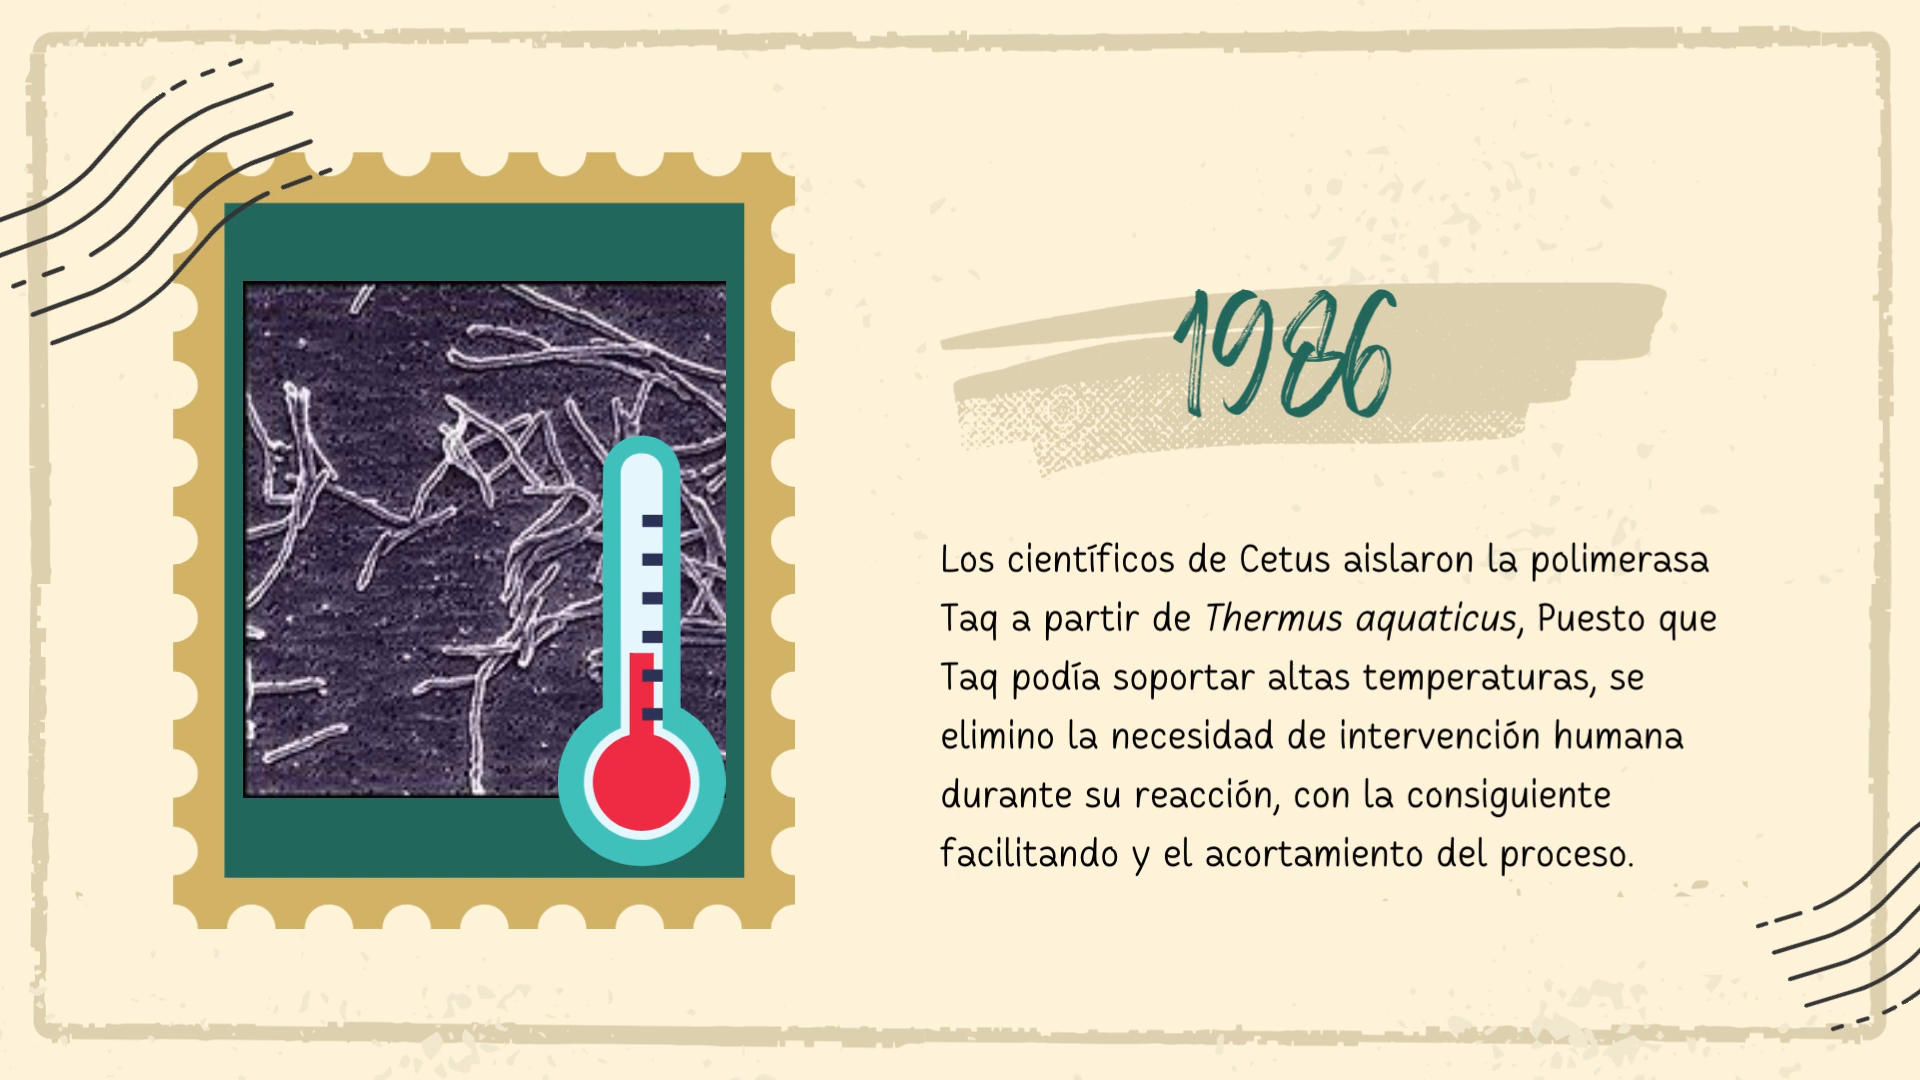 1986
Los científicos de Cetus aislaron la polimerasa
Taq a partir de Thermus aquaticus, Puesto que
Taq podía soportar altas temperaturas, se
elimino la necesidad de intervención humana
durante su reacción, con la consiguiente
facilitando y el acortamiento del proceso.